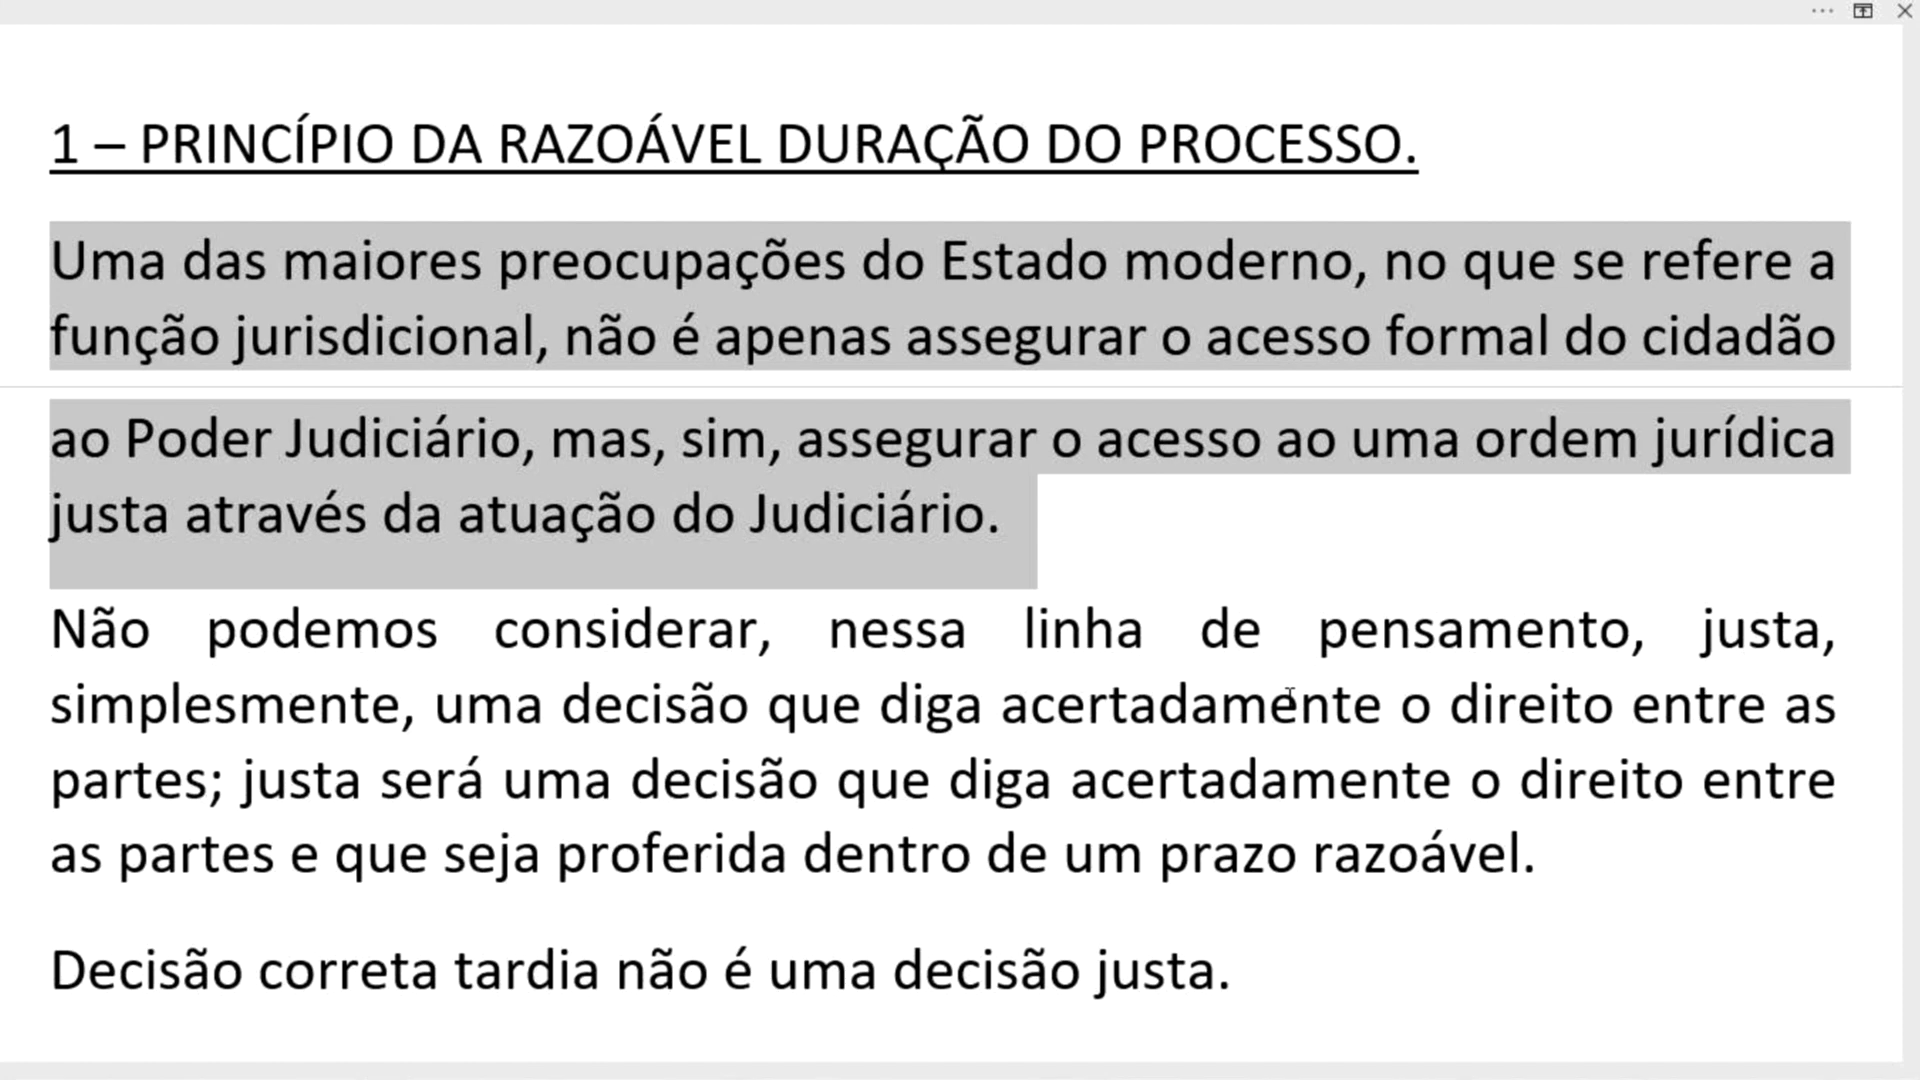 1 – PRINCÍPIO DA RAZOÁVEL DURAÇÃO DO PROCESSO.
Uma das maiores preocupações do Estado moderno, no que se refere a
função jurisdicional, não é apenas assegurar o acesso formal do cidadão
ao Poder Judiciário, mas, sim, assegurar o acesso ao uma ordem jurídica
justa através da atuação do Judiciário.
Não podemos considerar, nessa linha de pensamento, justa,
simplesmente, uma decisão que diga acertadamente o direito entre as
partes; justa será uma decisão que diga acertadamente o direito entre
as partes e que seja proferida dentro de um prazo razoável.
Decisão correta tardia não é uma decisão justa.